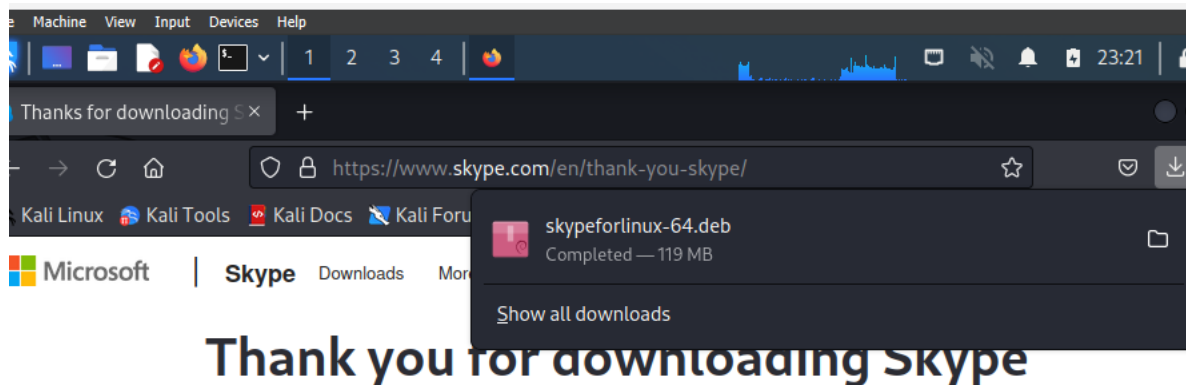 Machine View Input Devices Help
1 2 3 4 23:21
Thanks for downloading S
https://www.skype.com/en/thank-you-skype/
Kali Linux Kali Tools Kali Docs Kali Foru
skypeforlinux-64.deb
Completed — 119 MB
Microsoft Skype Downloads Mor
Show all downloads
Thank you for downloading Skype